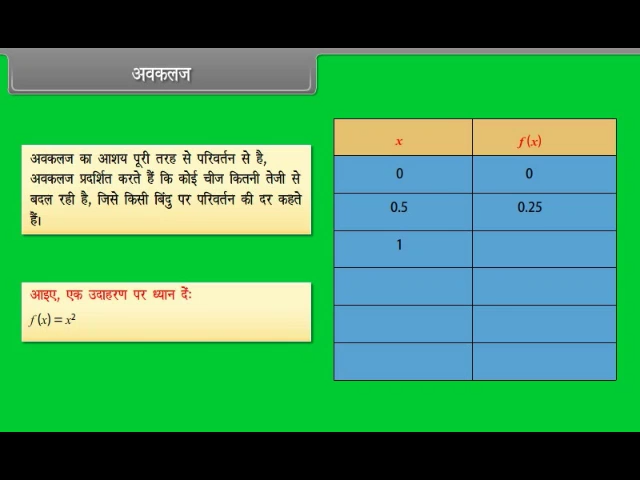 अवकलज
अवकलज का आशय पूरी तरह से परिवर्तन से है,
अवकलज प्रदर्शित करते हैं कि कोई चीज कितनी तेजी से
बदल रही है, जिसे किसी बिंदु पर परिवर्तन की दर कहते
हैं।
आइए, एक उदाहरण पर ध्यान दें:
f (x) = x²
x f (x)
0 0
0.5 0.25
1